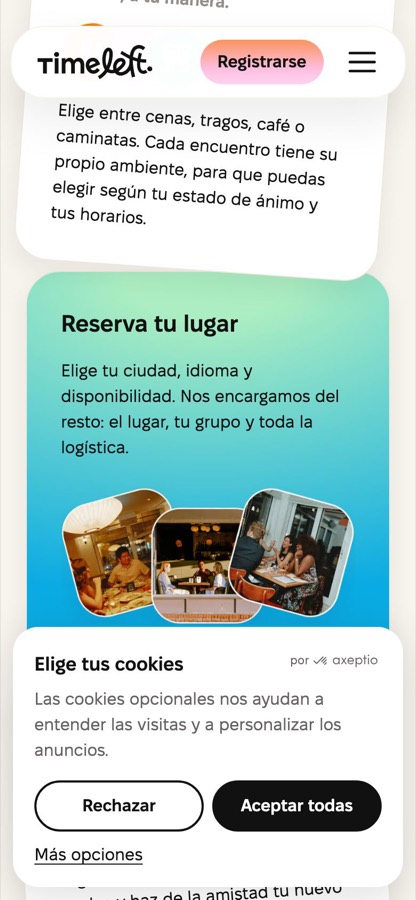 a tu manera.
Timeleft.
Registrarse
Elige entre cenas, tragos, café o
caminatas. Cada encuentro tiene su
propio ambiente, para que puedas
elegir según tu estado de ánimo y
tus horarios.
Reserva tu lugar
Elige tu ciudad, idioma y
disponibilidad. Nos encargamos del
resto: el lugar, tu grupo y toda la
logística.
Elige tus cookies
por axeptio
Las cookies opcionales nos ayudan a
entender las visitas y a personalizar los
anuncios.
Rechazar
Aceptar todas
Más opciones
y haz de la amistad tu nuevo